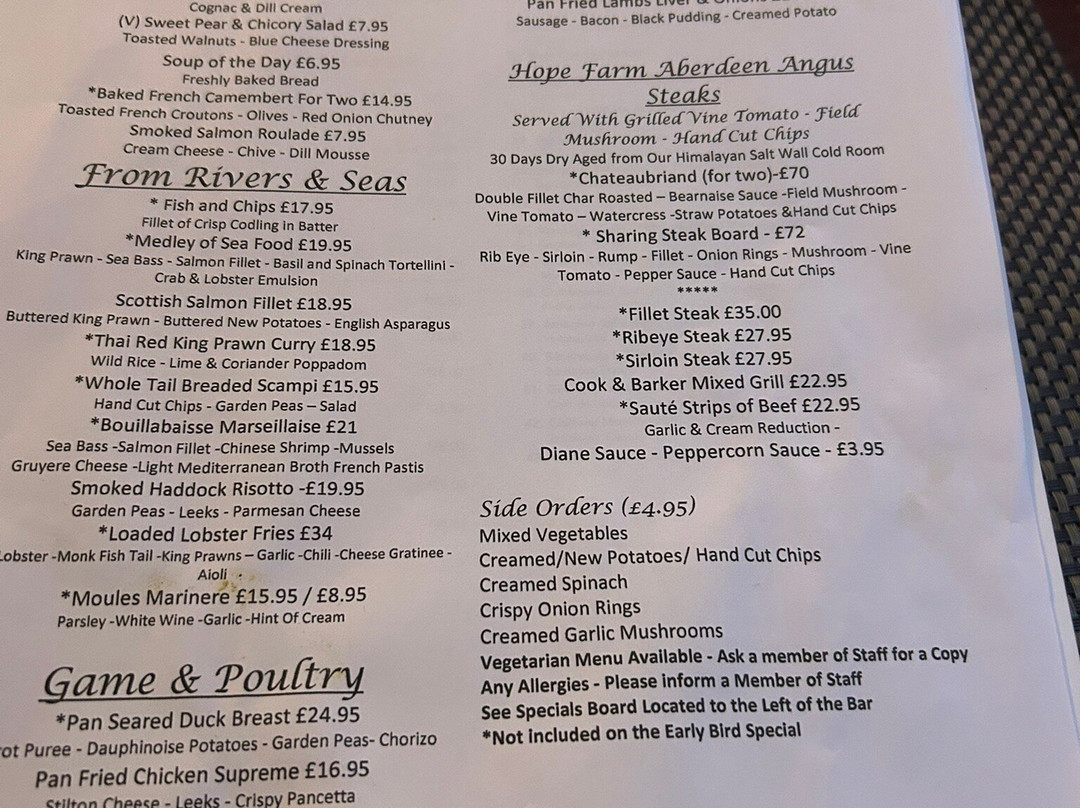 Cognac & Dill Cream
(V) Sweet Pear & Chicory Salad £7.95
Toasted Walnuts - Blue Cheese Dressing
Soup of the Day £6.95
Freshly Baked Bread
*Baked French Camembert For Two £14.95
Toasted French Croutons - Olives - Red Onion Chutney
Smoked Salmon Roulade £7.95
Cream Cheese - Chive - Dill Mousse
From Rivers & Seas
* Fish and Chips £17.95
Fillet of Crisp Codling in Batter
*Medley of Sea Food £19.95
King Prawn - Sea Bass - Salmon Fillet - Basil and Spinach Tortellini -
Crab & Lobster Emulsion
Scottish Salmon Fillet £18.95
Buttered King Prawn - Buttered New Potatoes - English Asparagus
*Thai Red King Prawn Curry £18.95
Wild Rice - Lime & Coriander Poppadom
*Whole Tail Breaded Scampi £15.95
Hand Cut Chips - Garden Peas – Salad
*Bouillabaisse Marseillaise £21
Sea Bass -Salmon Fillet -Chinese Shrimp -Mussels
Gruyere Cheese -Light Mediterranean Broth French Pastis
Smoked Haddock Risotto -£19.95
Garden Peas - Leeks - Parmesan Cheese
*Loaded Lobster Fries £34
Lobster -Monk Fish Tail -King Prawns – Garlic -Chili -Cheese Gratinee -
Aioli
*Moules Marinere £15.95 / £8.95
Parsley -White Wine -Garlic -Hint Of Cream
Game & Poultry
*Pan Seared Duck Breast £24.95
Puree - Dauphinoise Potatoes - Garden Peas- Chorizo
Pan Fried Chicken Supreme £16.95
Stilton Cheese - Leeks - Crispy Pancetta
Pan Fried Lambs Liver &
Sausage - Bacon - Black Pudding - Creamed Potato
Hope Farm Aberdeen Angus
Steaks
Served With Grilled Vine Tomato - Field
Mushroom - Hand Cut Chips
30 Days Dry Aged from Our Himalayan Salt Wall Cold Room
*Chateaubriand (for two)-£70
Double Fillet Char Roasted – Bearnaise Sauce -Field Mushroom -
Vine Tomato – Watercress -Straw Potatoes &Hand Cut Chips
* Sharing Steak Board - £72
Rib Eye - Sirloin - Rump - Fillet - Onion Rings - Mushroom - Vine
Tomato - Pepper Sauce - Hand Cut Chips
*****
*Fillet Steak £35.00
*Ribeye Steak £27.95
*Sirloin Steak £27.95
Cook & Barker Mixed Grill £22.95
*Sauté Strips of Beef £22.95
Garlic & Cream Reduction -
Diane Sauce - Peppercorn Sauce - £3.95
Side Orders (£4.95)
Mixed Vegetables
Creamed/New Potatoes/ Hand Cut Chips
Creamed Spinach
Crispy Onion Rings
Creamed Garlic Mushrooms
Vegetarian Menu Available - Ask a member of Staff for a Copy
Any Allergies - Please inform a Member of Staff
See Specials Board Located to the Left of the Bar
*Not included on the Early Bird Special